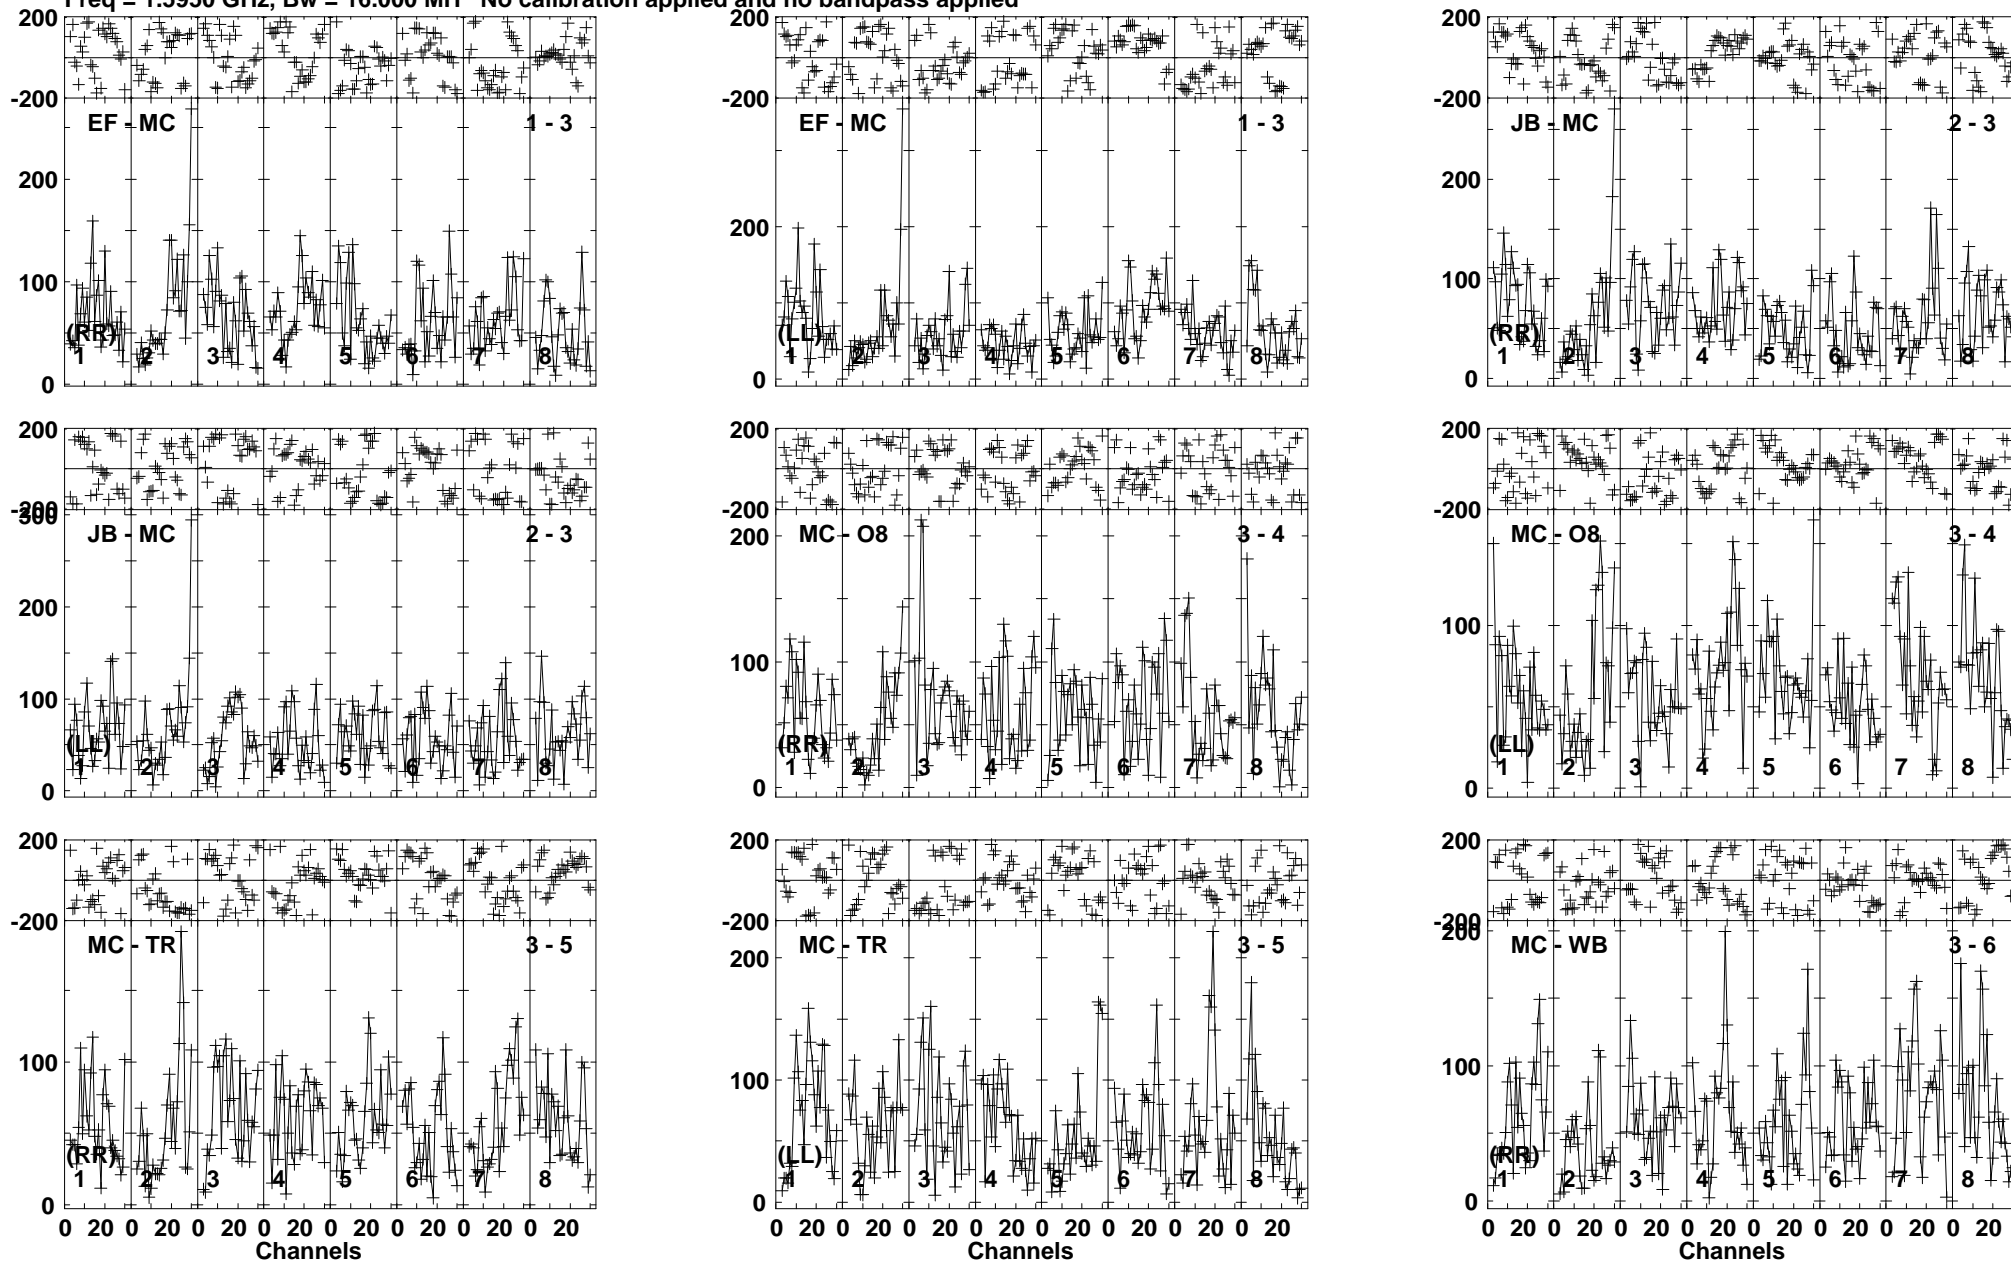 Freq = 1.5950 GHz, Bw = 16.000 MH No calibration applied and no bandpass applied
200 200 200
-200 -200 -200
EF - MC 1 - 3 EF - MC 1 - 3 JB - MC 2 - 3
200 200 200
100 100
(RR) (LL) (RR)
1 2 3 4 5 6 7 8 1 2 3 4 5 6 7 8 1 2 3 4 5 6 7 8
0 0 0
200 200 200
-200 -200 -200
300
JB - MC 2 - 3 MC - O8 3 - 4 MC - O8 3 - 4
200 200
100 100 100
(LL) (RR) (LL)
1 2 3 4 5 6 7 8 1 2 3 4 5 6 7 8 1 2 3 4 5 6 7 8
0 0 0
200 200 200
-200 -200 -200
200
MC - TR 3 - 5 MC - TR 3 - 5 MC - WB 3 - 6
200
100 100 100
(RR) (LL) (RR)
1 2 3 4 5 6 7 8 1 2 3 4 5 6 7 8 1 2 3 4 5 6 7 8
0 0 0
0 20 0 20 0 20 0 20 0 20 0 20 0 20 0 20 0 20 0 20 0 20 0 20 0 20 0 20 0 20 0 20 0 20 0 20 0 20 0 20 0 20 0 20 0 20 0 20
Channels Channels Channels